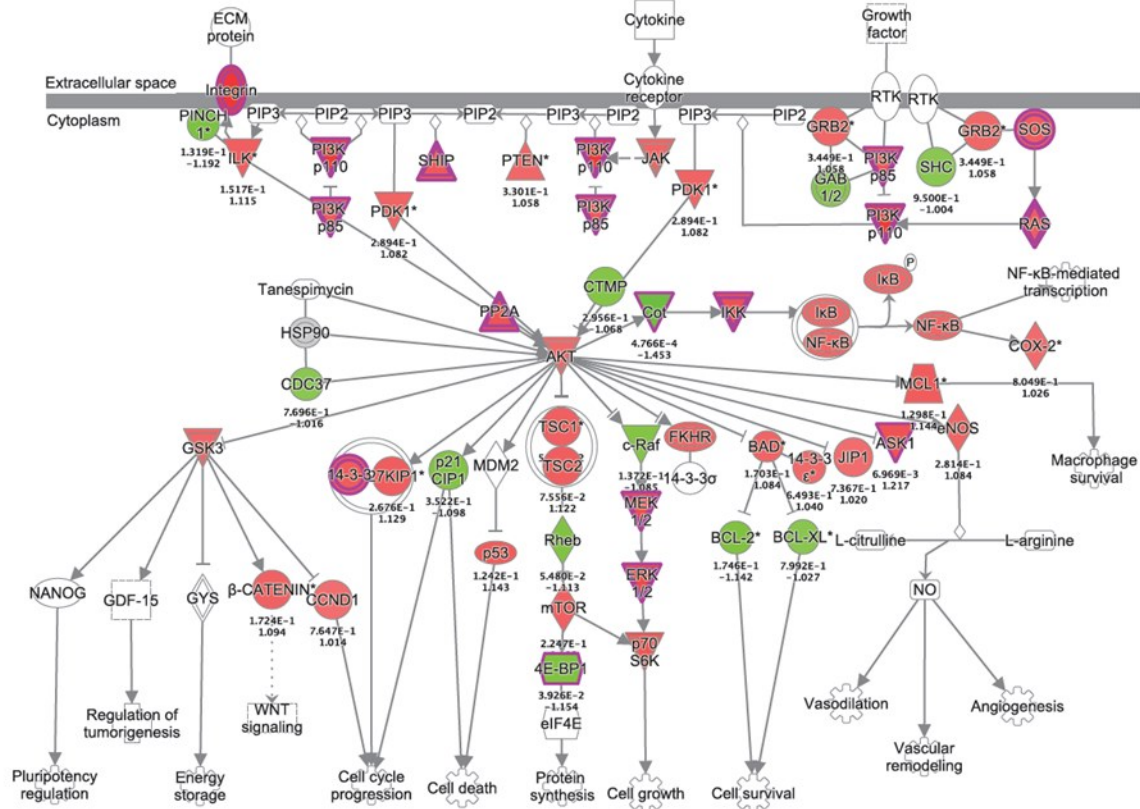 ECM
protein
Cytokine
Growth
factor
Extracellular space
Integrin
Cytokine
receptor
RTK
RTK
Cytoplasm
PINCH
1*
PIP3
PIP2
PIP3
PIP2
PIP2
PIP2
PIP3
PIP2
GRB2*
GRB2*
SOS
1.319E-1
-1.192
ILK*
PI3K
p110
SHIP
PTEN*
PI3K
p110
JAK
3.449E-1
1.058
PI3K
p85
SHC
3.449E-1
1.058
GAB
1/2
1.517E-1
1.115
PI3K
p85
PDK1*
3.301E-1
1.058
PI3K
p85
PDK1*
9.500E-1
-1.004
PI3K
p110
RAS
2.894E-1
1.082
2.894E-1
1.082
Tanespimycin
PP2A
CTMP
2.956E-1
-1.068
Cot
4.766E-4
-1.453
IKK
IκB
P
IκB
NF-κB
NF-κB
NF-κB-mediated
transcription
HSP90
AKT
COX-2*
8.049E-1
1.026
CDC37
7.696E-1
-1.016
MCL1*
1.298E-1
1.144
GSK3
TSC1*
TSC2
7.556E-2
1.122
c-Raf
1.372E-1
-1.085
FKHR
14-3-3σ
BAD*
1.703E-1
1.084
14-3-3
ε*
6.493E-1
1.040
JIP1
7.367E-1
1.020
ASK1
6.969E-3
1.217
eNOS
2.814E-1
1.084
Macrophage
survival
14-3-3
27KIP1*
2.676E-1
1.129
p21
CIP1
3.522E-1
-1.098
MDM2
MEK
1/2
p53
1.242E-1
1.143
Rheb
5.480E-2
-1.113
BCL-2*
1.746E-1
-1.142
BCL-XL*
7.992E-1
-1.027
L-citrulline
L-arginine
NANOG
GDF-15
GYS
β-CATENIN*
1.724E-1
1.094
CCND1
7.647E-1
1.014
ERK
1/2
NO
mTOR
2.247E-1
p70
S6K
4E-BP1
3.926E-2
-1.154
Regulation of
tumorigenesis
WNT
signaling
eIF4E
Vasodilation
Angiogenesis
Vascular
remodeling
Pluripotency
regulation
Energy
storage
Cell cycle
progression
Cell death
Protein
synthesis
Cell growth
Cell survival